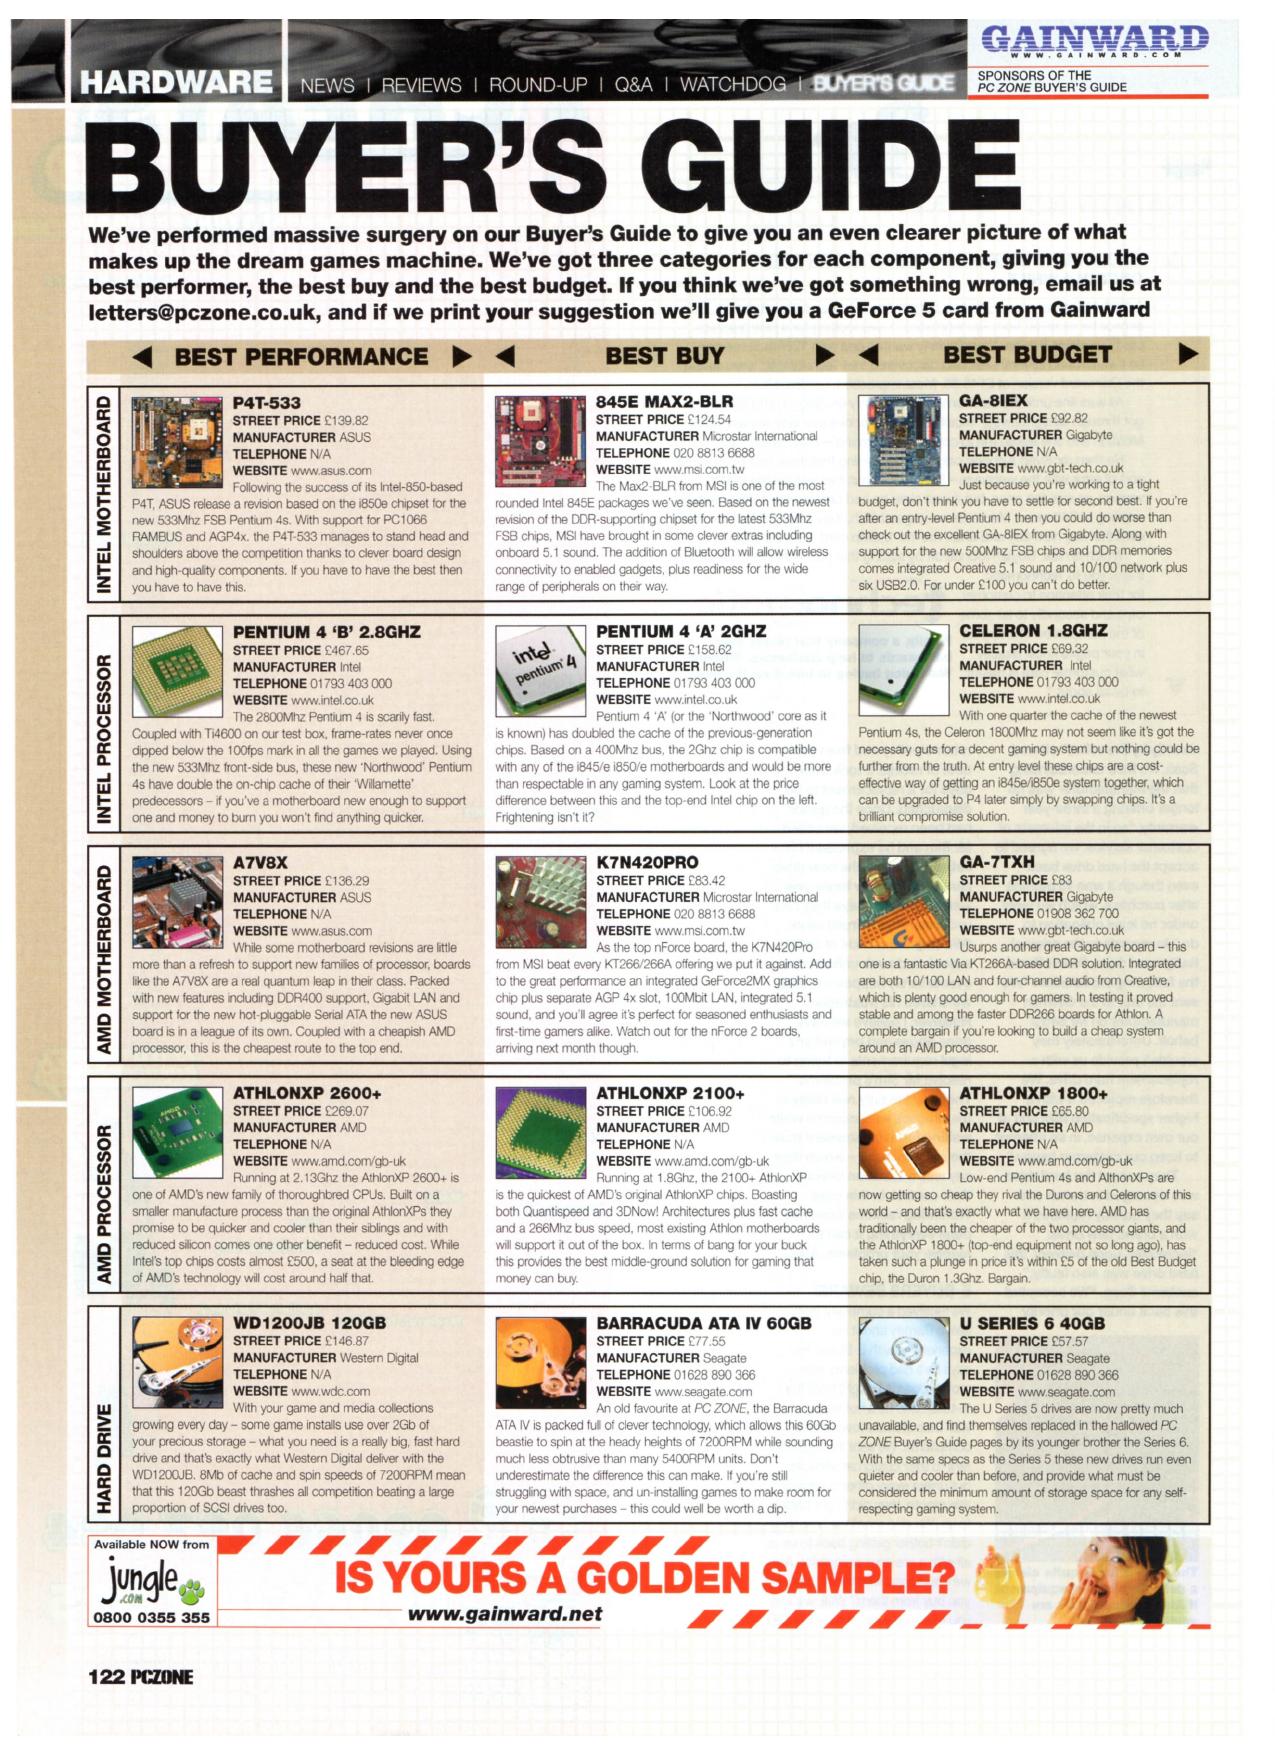 HARDWARE
NEWS | REVIEWS | ROUND-UP | Q&A | WATCHDOG | BUYER'S GUIDE
GAINWARD
WWW.GAINWARD.COM
SPONSORS OF THE
PC ZONE BUYER'S GUIDE
BUYER'S GUIDE
We've performed massive surgery on our Buyer's Guide to give you an even clearer picture of what
makes up the dream games machine. We've got three categories for each component, giving you the
best performer, the best buy and the best budget. If you think we've got something wrong, email us at
letters@pczone.co.uk, and if we print your suggestion we'll give you a GeForce 5 card from Gainward
BEST PERFORMANCE
BEST BUY
BEST BUDGET
INTEL MOTHERBOARD
P4T-533
STREET PRICE £139.82
MANUFACTURER ASUS
TELEPHONE N/A
WEBSITE www.asus.com
Following the success of its Intel-850-based
P4T, ASUS release a revision based on the i850e chipset for the
new 533Mhz FSB Pentium 4s. With support for PC1066
RAMBUS and AGP4x. the P4T-533 manages to stand head and
shoulders above the competition thanks to clever board design
and high-quality components. If you have to have the best then
you have to have this.
845E MAX2-BLR
STREET PRICE £124.54
MANUFACTURER Microstar International
TELEPHONE 020 8813 6688
WEBSITE www.msi.com.tw
The Max2-BLR from MSI is one of the most
rounded Intel 845E packages we've seen. Based on the newest
revision of the DDR-supporting chipset for the latest 533Mhz
FSB chips, MSI have brought in some clever extras including
onboard 5.1 sound. The addition of Bluetooth will allow wireless
connectivity to enabled gadgets, plus readiness for the wide
range of peripherals on their way.
GA-8IEX
STREET PRICE £92.82
MANUFACTURER Gigabyte
TELEPHONE N/A
WEBSITE www.gbt-tech.co.uk
Just because you're working to a tight
budget, don't think you have to settle for second best. If you're
after an entry-level Pentium 4 then you could do worse than
check out the excellent GA-8IEX from Gigabyte. Along with
support for the new 500Mhz FSB chips and DDR memories
comes integrated Creative 5.1 sound and 10/100 network plus
six USB2.0. For under £100 you can't do better.
INTEL PROCESSOR
PENTIUM 4 'B' 2.8GHZ
STREET PRICE £467.65
MANUFACTURER Intel
TELEPHONE 01793 403 000
WEBSITE www.intel.co.uk
The 2800Mhz Pentium 4 is scarily fast.
Coupled with Ti4600 on our test box, frame-rates never once
dipped below the 100fps mark in all the games we played. Using
the new 533Mhz front-side bus, these new 'Northwood' Pentium
4s have double the on-chip cache of their 'Willamette'
predecessors – if you've a motherboard new enough to support
one and money to burn you won't find anything quicker.
intel
pentium 4
PENTIUM 4 'A' 2GHZ
STREET PRICE £158.62
MANUFACTURER Intel
TELEPHONE 01793 403 000
WEBSITE www.intel.co.uk
Pentium 4 'A' (or the 'Northwood' core as it
is known) has doubled the cache of the previous-generation
chips. Based on a 400Mhz bus, the 2Ghz chip is compatible
with any of the i845/e i850/e motherboards and would be more
than respectable in any gaming system. Look at the price
difference between this and the top-end Intel chip on the left.
Frightening isn't it?
CELERON 1.8GHZ
STREET PRICE £69.32
MANUFACTURER Intel
TELEPHONE 01793 403 000
WEBSITE www.intel.co.uk
With one quarter the cache of the newest
Pentium 4s, the Celeron 1800Mhz may not seem like it's got the
necessary guts for a decent gaming system but nothing could be
further from the truth. At entry level these chips are a cost-
effective way of getting an i845e/i850e system together, which
can be upgraded to P4 later simply by swapping chips. It's a
brilliant compromise solution.
AMD MOTHERBOARD
A7V8X
STREET PRICE £136.29
MANUFACTURER ASUS
TELEPHONE N/A
WEBSITE www.asus.com
While some motherboard revisions are little
more than a refresh to support new families of processor, boards
like the A7V8X are a real quantum leap in their class. Packed
with new features including DDR400 support, Gigabit LAN and
support for the new hot-pluggable Serial ATA the new ASUS
board is in a league of its own. Coupled with a cheapish AMD
processor, this is the cheapest route to the top end.
K7N420PRO
STREET PRICE £83.42
MANUFACTURER Microstar International
TELEPHONE 020 8813 6688
WEBSITE www.msi.com.tw
As the top nForce board, the K7N420Pro
from MSI beat every KT266/266A offering we put it against. Add
to the great performance an integrated GeForce2MX graphics
chip plus separate AGP 4x slot, 100Mbit LAN, integrated 5.1
sound, and you'll agree it's perfect for seasoned enthusiasts and
first-time gamers alike. Watch out for the nForce 2 boards,
arriving next month though.
GA-7TXH
STREET PRICE £83
MANUFACTURER Gigabyte
TELEPHONE 01908 362 700
WEBSITE www.gbt-tech.co.uk
Usurps another great Gigabyte board – this
one is a fantastic Via KT266A-based DDR solution. Integrated
are both 10/100 LAN and four-channel audio from Creative,
which is plenty good enough for gamers. In testing it proved
stable and among the faster DDR266 boards for Athlon. A
complete bargain if you're looking to build a cheap system
around an AMD processor.
AMD PROCESSOR
ATHLONXP 2600+
STREET PRICE £269.07
MANUFACTURER AMD
TELEPHONE N/A
WEBSITE www.amd.com/gb-uk
Running at 2.13Ghz the AthlonXP 2600+ is
one of AMD's new family of thoroughbred CPUs. Built on a
smaller manufacture process than the original AthlonXPs they
promise to be quicker and cooler than their siblings and with
reduced silicon comes one other benefit – reduced cost. While
Intel's top chips costs almost £500, a seat at the bleeding edge
of AMD's technology will cost around half that.
ATHLONXP 2100+
STREET PRICE £106.92
MANUFACTURER AMD
TELEPHONE N/A
WEBSITE www.amd.com/gb-uk
Running at 1.8Ghz, the 2100+ AthlonXP
is the quickest of AMD's original AthlonXP chips. Boasting
both Quantispeed and 3DNow! Architectures plus fast cache
and a 266Mhz bus speed, most existing Athlon motherboards
will support it out of the box. In terms of bang for your buck
this provides the best middle-ground solution for gaming that
money can buy.
ATHLONXP 1800+
STREET PRICE £65.80
MANUFACTURER AMD
TELEPHONE N/A
WEBSITE www.amd.com/gb-uk
Low-end Pentium 4s and AlthonXPs are
now getting so cheap they rival the Durons and Celerons of this
world – and that's exactly what we have here. AMD has
traditionally been the cheaper of the two processor giants, and
the AthlonXP 1800+ (top-end equipment not so long ago), has
taken such a plunge in price it's within £5 of the old Best Budget
chip, the Duron 1.3Ghz. Bargain.
HARD DRIVE
WD1200JB 120GB
STREET PRICE £146.87
MANUFACTURER Western Digital
TELEPHONE N/A
WEBSITE www.wdc.com
With your game and media collections
growing every day – some game installs use over 2Gb of
your precious storage – what you need is a really big, fast hard
drive and that's exactly what Western Digital deliver with the
WD1200JB. 8Mb of cache and spin speeds of 7200RPM mean
that this 120Gb beast thrashes all competition beating a large
proportion of SCSI drives too.
BARRACUDA ATA IV 60GB
STREET PRICE £77.55
MANUFACTURER Seagate
TELEPHONE 01628 890 366
WEBSITE www.seagate.com
An old favourite at PC ZONE, the Barracuda
ATA IV is packed full of clever technology, which allows this 60Gb
beastie to spin at the heady heights of 7200RPM while sounding
much less obtrusive than many 5400RPM units. Don't
underestimate the difference this can make. If you're still
struggling with space, and un-installing games to make room for
your newest purchases – this could well be worth a dip.
U SERIES 6 40GB
STREET PRICE £57.57
MANUFACTURER Seagate
TELEPHONE 01628 890 366
WEBSITE www.seagate.com
The U Series 5 drives are now pretty much
unavailable, and find themselves replaced in the hallowed PC
ZONE Buyer's Guide pages by its younger brother the Series 6.
With the same specs as the Series 5 these new drives run even
quieter and cooler than before, and provide what must be
considered the minimum amount of storage space for any self-
respecting gaming system.
Available NOW from
jungle
.COM
0800 0355 355
IS YOURS A GOLDEN SAMPLE?
www.gainward.net
122 PCZONE